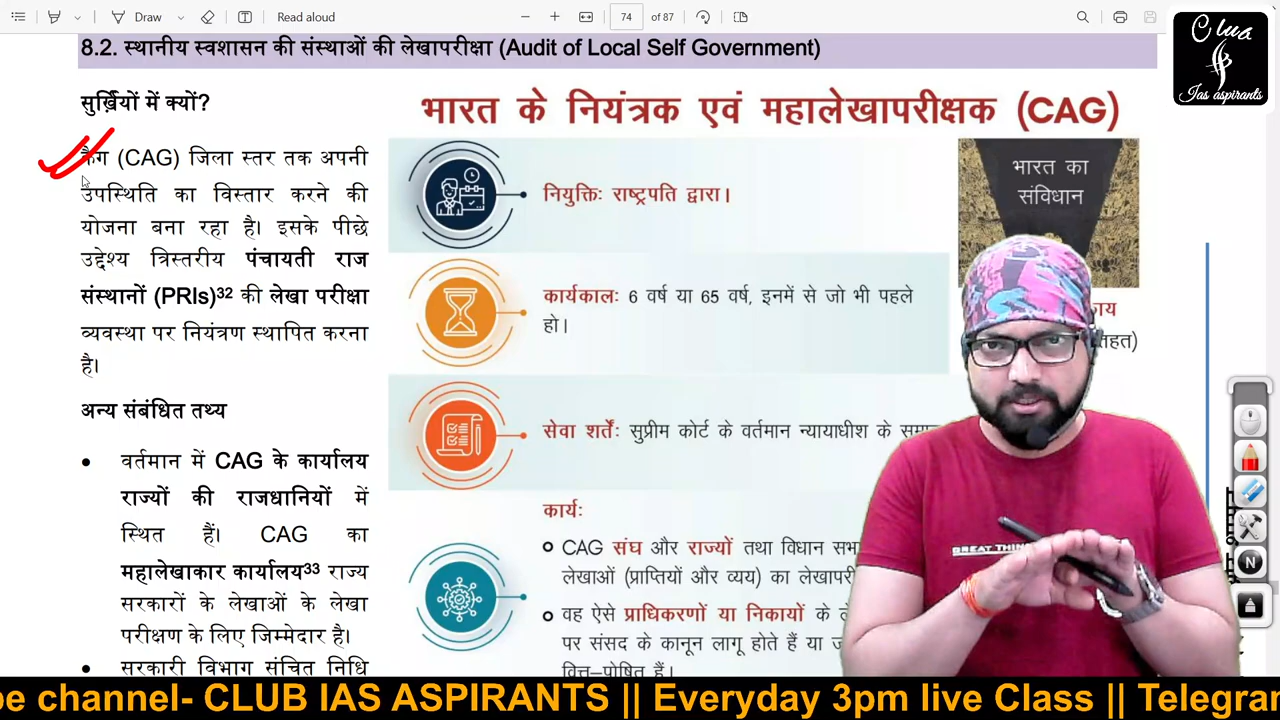 Draw
Read aloud
74
of 87
Clua
Ias aspirants
8.2. स्थानीय स्वशासन की संस्थाओं की लेखापरीक्षा (Audit of Local Self Government)
सुर्ख़ियों में क्यों?
कैग (CAG) जिला स्तर तक अपनी
उपस्थिति का विस्तार करने की
योजना बना रहा है। इसके पीछे
उद्देश्य त्रिस्तरीय पंचायती राज
संस्थानों (PRIs)32 की लेखा परीक्षा
व्यवस्था पर नियंत्रण स्थापित करना
है।
अन्य संबंधित तथ्य
● वर्तमान में CAG के कार्यालय
राज्यों की राजधानियों में
स्थित हैं। CAG का
महालेखाकार कार्यालय33 राज्य
सरकारों के लेखाओं के लेखा
परीक्षण के लिए जिम्मेदार है।
● सरकारी विभाग संचित निधि
भारत के नियंत्रक एवं महालेखापरीक्षक (CAG)
नियुक्तिः राष्ट्रपति द्वारा।
कार्यकालः 6 वर्ष या 65 वर्ष, इनमें से जो भी पहले
हो।
सेवा शर्तेंः सुप्रीम कोर्ट के वर्तमान न्यायाधीश के
कार्यः
CAG संघ और राज्यों तथा विधान
लेखाओं (प्राप्तियों और व्यय) का
वह ऐसे प्राधिकरणों या निकायों के
पर संसद के कानून लागू होते हैं या
वित्त–पोषित हैं।
भारत का
संविधान
GREAT
N
channel- CLUB IAS ASPIRANTS || Everyday 3pm live Class ||